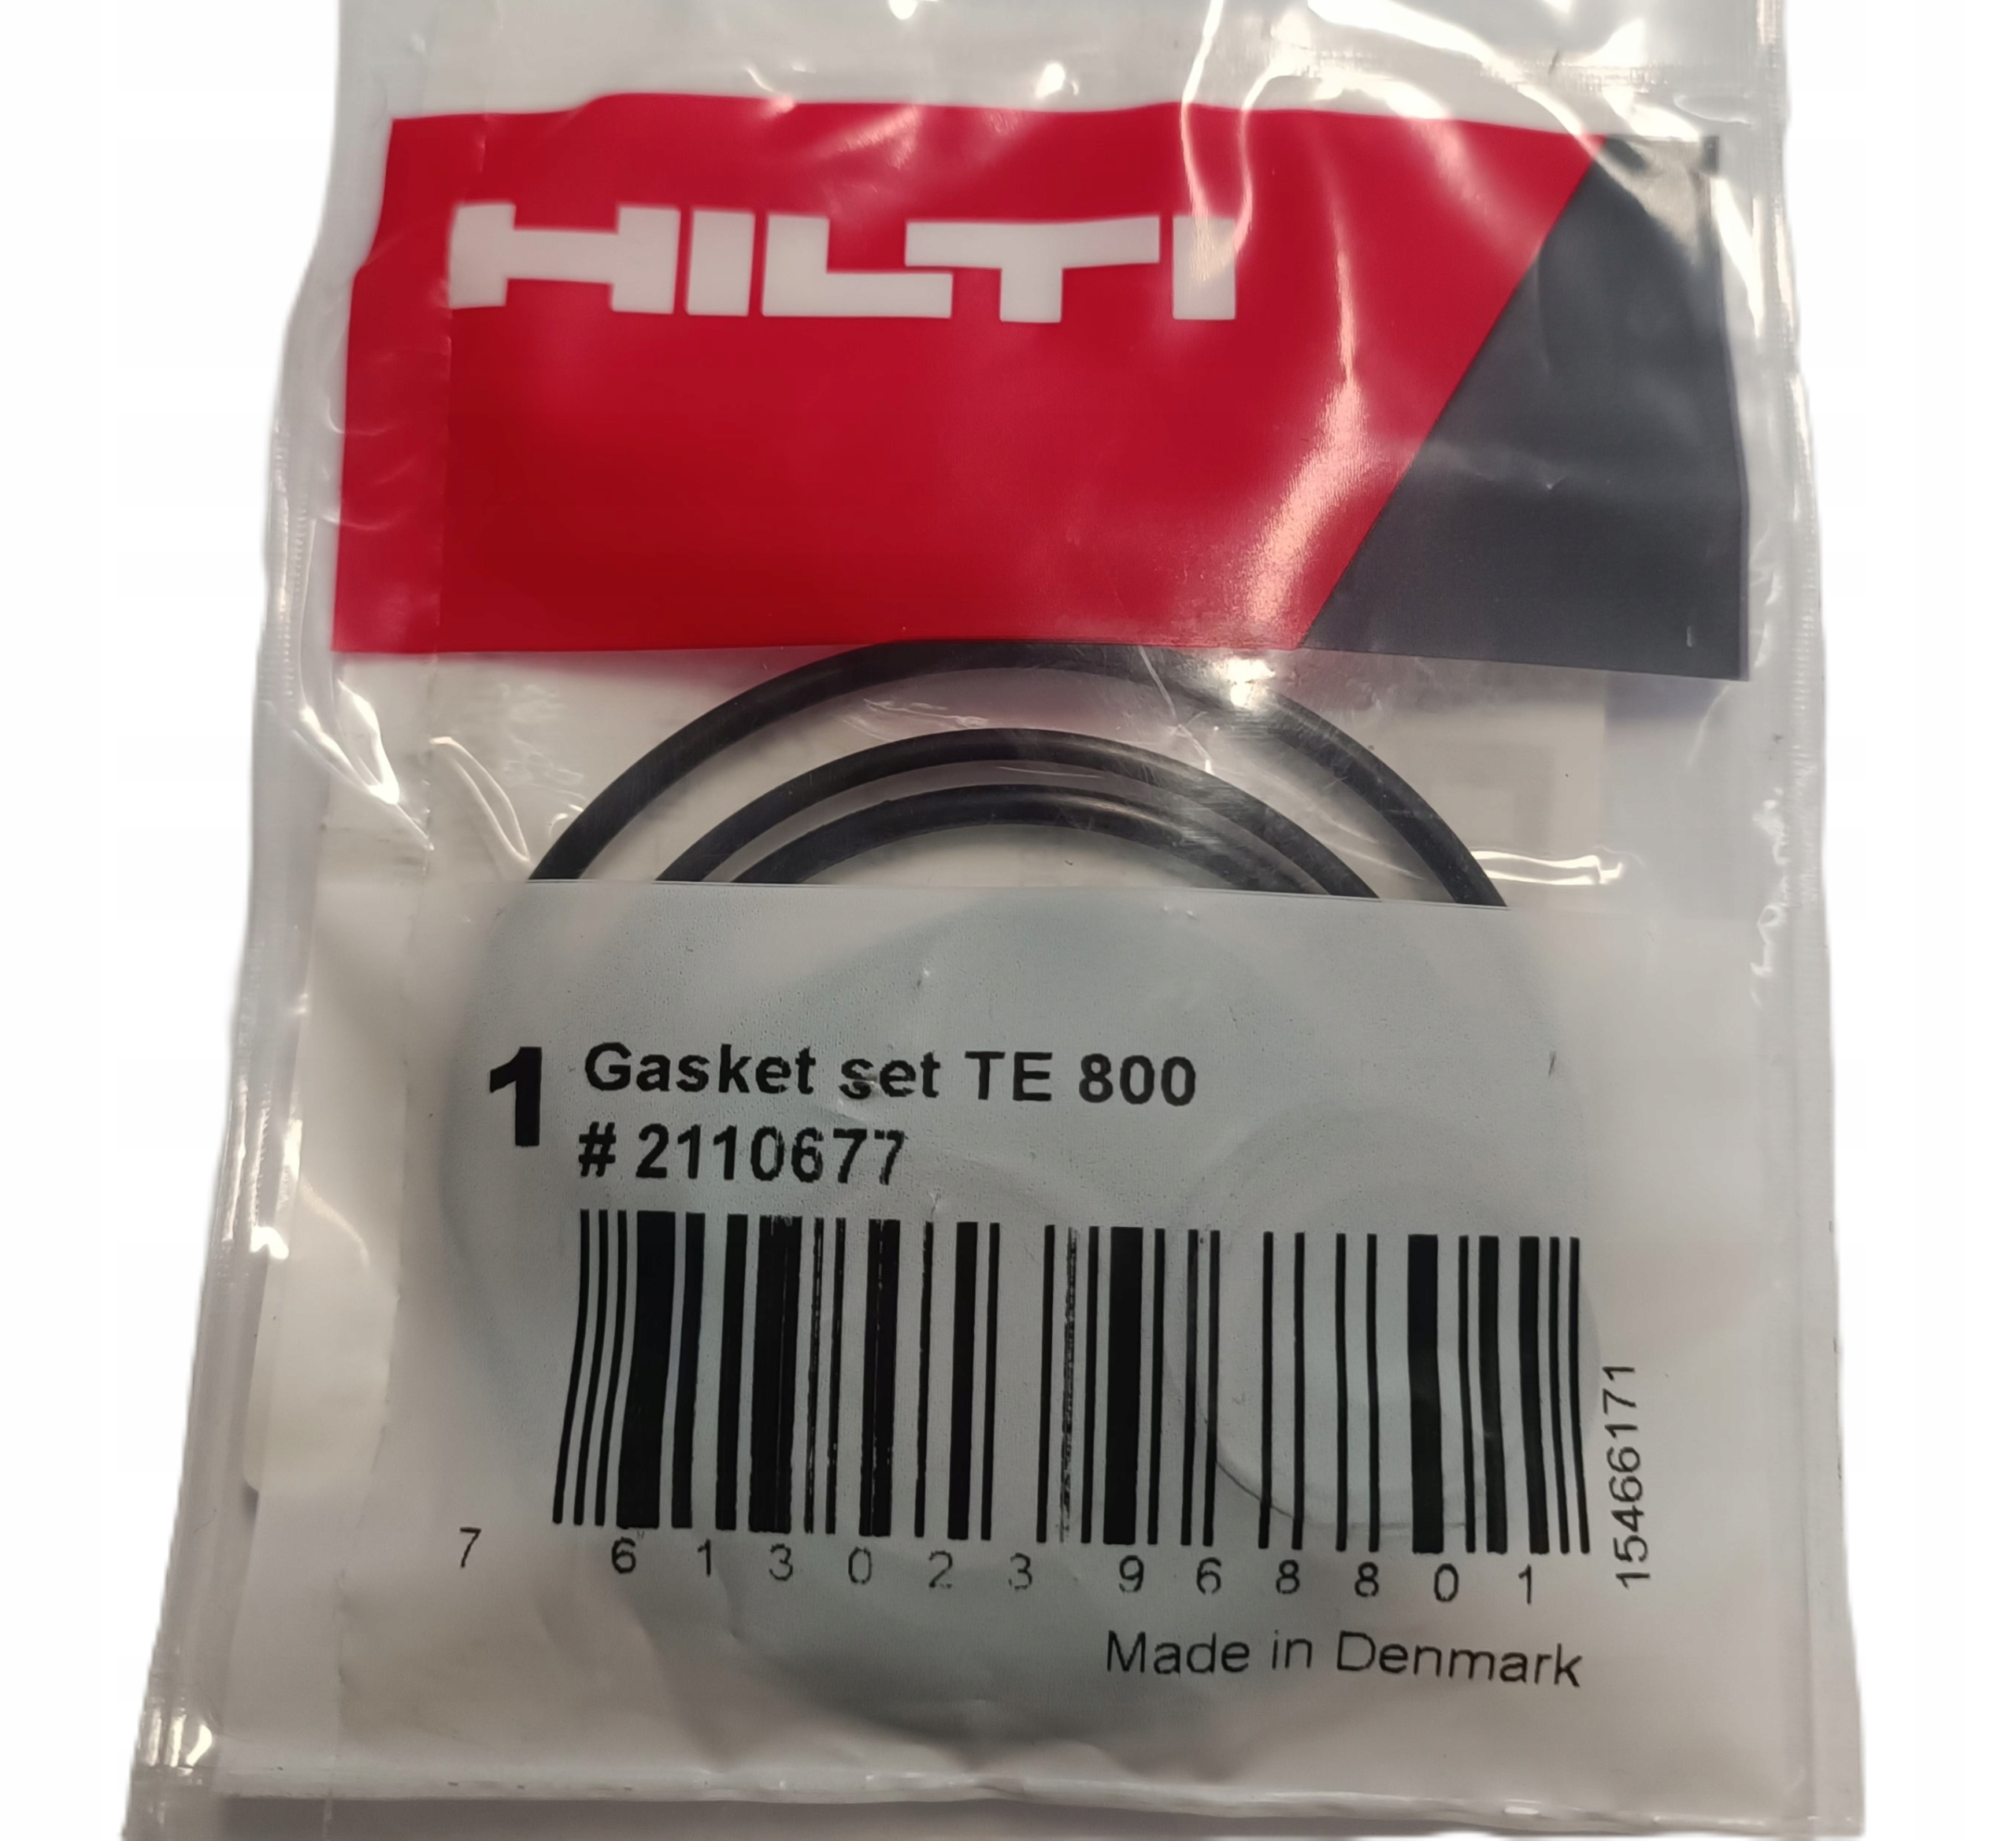 HILTI
1 Gasket set TE 800
# 2110677
7 613023 968801
15466171
Made in Denmark